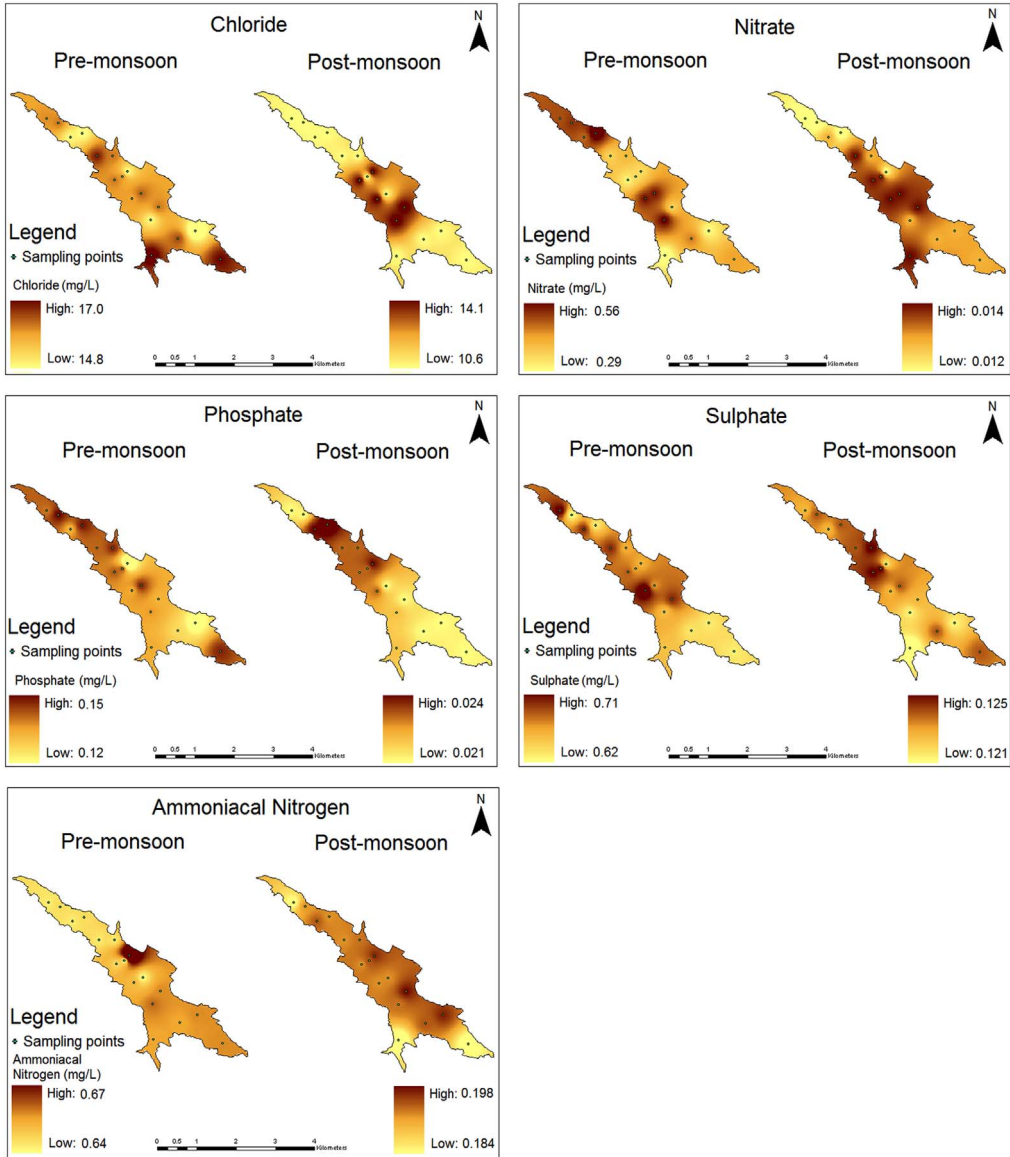 Chloride
N
Pre-monsoon
Post-monsoon
Legend
Sampling points
Chloride (mg/L)
High: 17.0
Low: 14.8
0 0.5 1 2 3 4
Kilometers
High: 14.1
Low: 10.6
Nitrate
N
Pre-monsoon
Post-monsoon
Legend
Sampling points
Nitrate (mg/L)
High: 0.56
Low: 0.29
0 0.5 1 2 3 4
Kilometers
High: 0.014
Low: 0.012
Phosphate
N
Pre-monsoon
Post-monsoon
Legend
Sampling points
Phosphate (mg/L)
High: 0.15
Low: 0.12
0 0.5 1 2 3 4
Kilometers
High: 0.024
Low: 0.021
Sulphate
N
Pre-monsoon
Post-monsoon
Legend
Sampling points
Sulphate (mg/L)
High: 0.71
Low: 0.62
0 0.5 1 2 3 4
Kilometers
High: 0.125
Low: 0.121
Ammoniacal Nitrogen
N
Pre-monsoon
Post-monsoon
Legend
Sampling points
Ammoniacal
Nitrogen (mg/L)
High: 0.67
Low: 0.64
0 0.5 1 2 3 4
Kilometers
High: 0.198
Low: 0.184